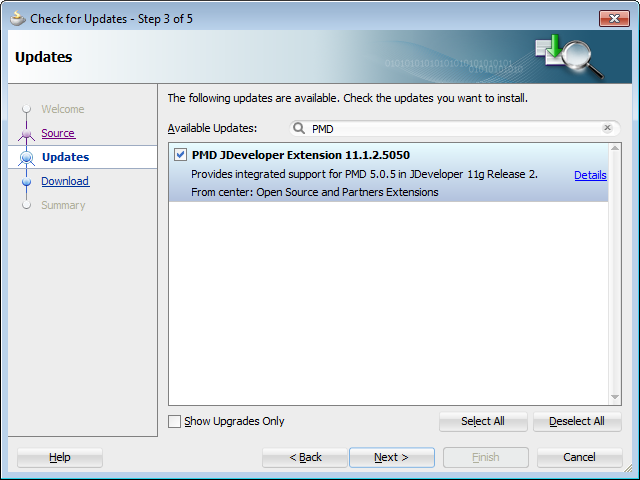 Check for Updates - Step 3 of 5
Updates
010101010101010101010101
0101010101010
Welcome
Source
Updates
Download
Summary
The following updates are available. Check the updates you want to install.
Available Updates: PMD
PMD JDeveloper Extension 11.1.2.5050
Provides integrated support for PMD 5.0.5 in JDeveloper 11g Release 2. Details
From center: Open Source and Partners Extensions
Show Upgrades Only Select All Deselect All
Help < Back Next > Finish Cancel